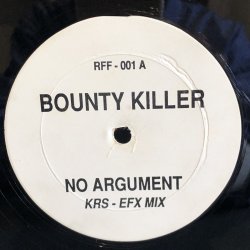 RFF - 001 A
BOUNTY KILLER
NO ARGUMENT
KRS - EFX MIX